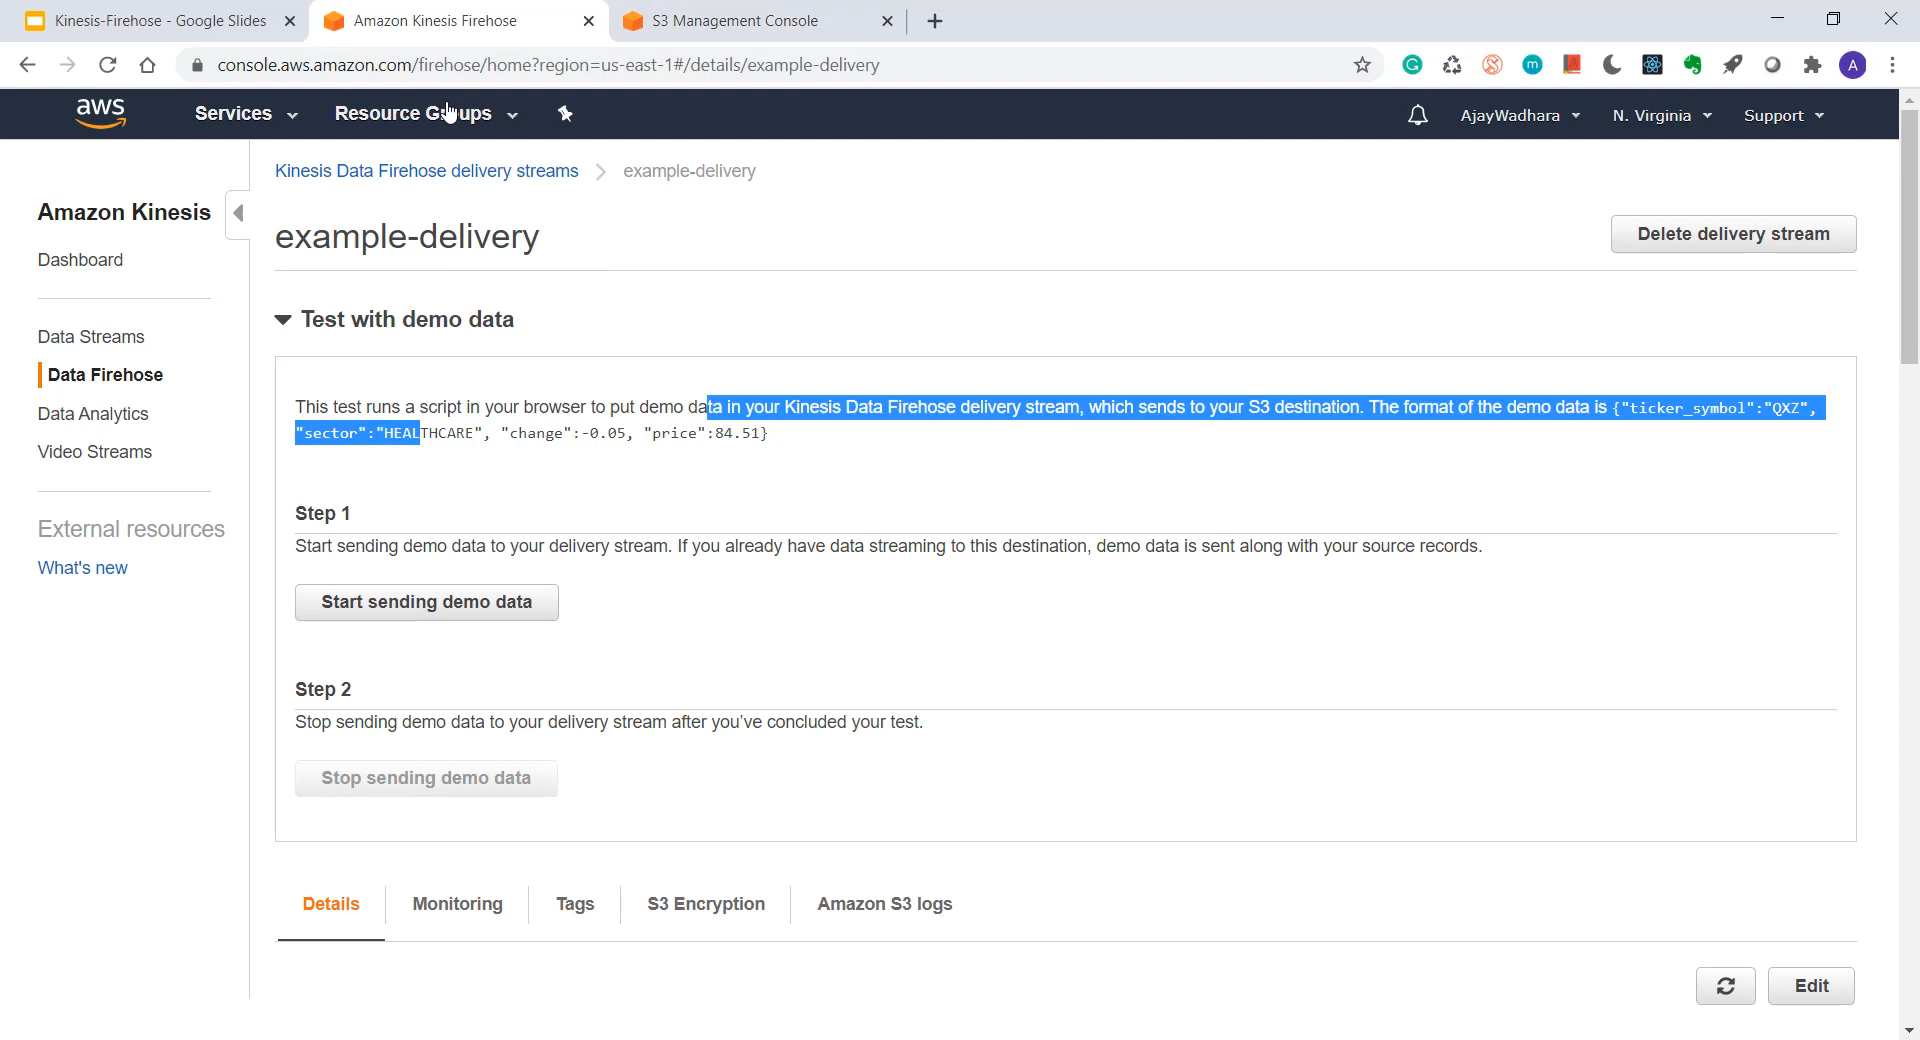 Kinesis-Firehose - Google Slides
Amazon Kinesis Firehose
S3 Management Console
console.aws.amazon.com/firehose/home?region=us-east-1#/details/example-delivery
A
aws
Services
Resource Groups
AjayWadhara
N. Virginia
Support
Kinesis Data Firehose delivery streams
example-delivery
Amazon Kinesis
Dashboard
Data Streams
Data Firehose
Data Analytics
Video Streams
External resources
What's new
example-delivery
Delete delivery stream
Test with demo data
This test runs a script in your browser to put demo data in your Kinesis Data Firehose delivery stream, which sends to your S3 destination. The format of the demo data is {"ticker_symbol":"QXZ",
"sector":"HEALTHCARE", "change":-0.05, "price":84.51}
Step 1
Start sending demo data to your delivery stream. If you already have data streaming to this destination, demo data is sent along with your source records.
Start sending demo data
Step 2
Stop sending demo data to your delivery stream after you've concluded your test.
Stop sending demo data
Details
Monitoring
Tags
S3 Encryption
Amazon S3 logs
Edit